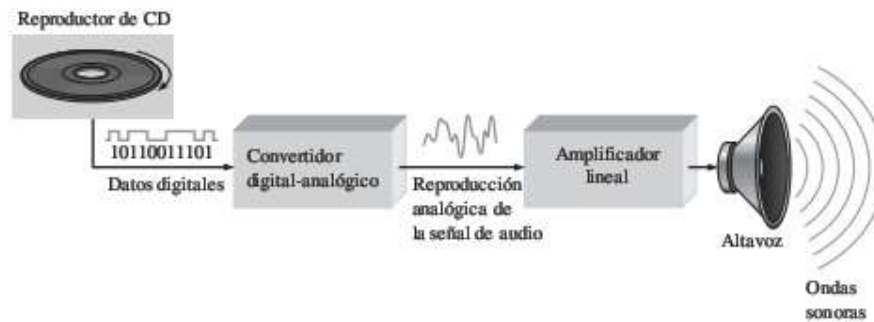 Reproductor de CD
10110011101
Datos digitales
Convertidor
digital-analógico
Reproducción
analógica de
la señal de audio
Amplificador
lineal
Altavoz
Ondas
sonoras